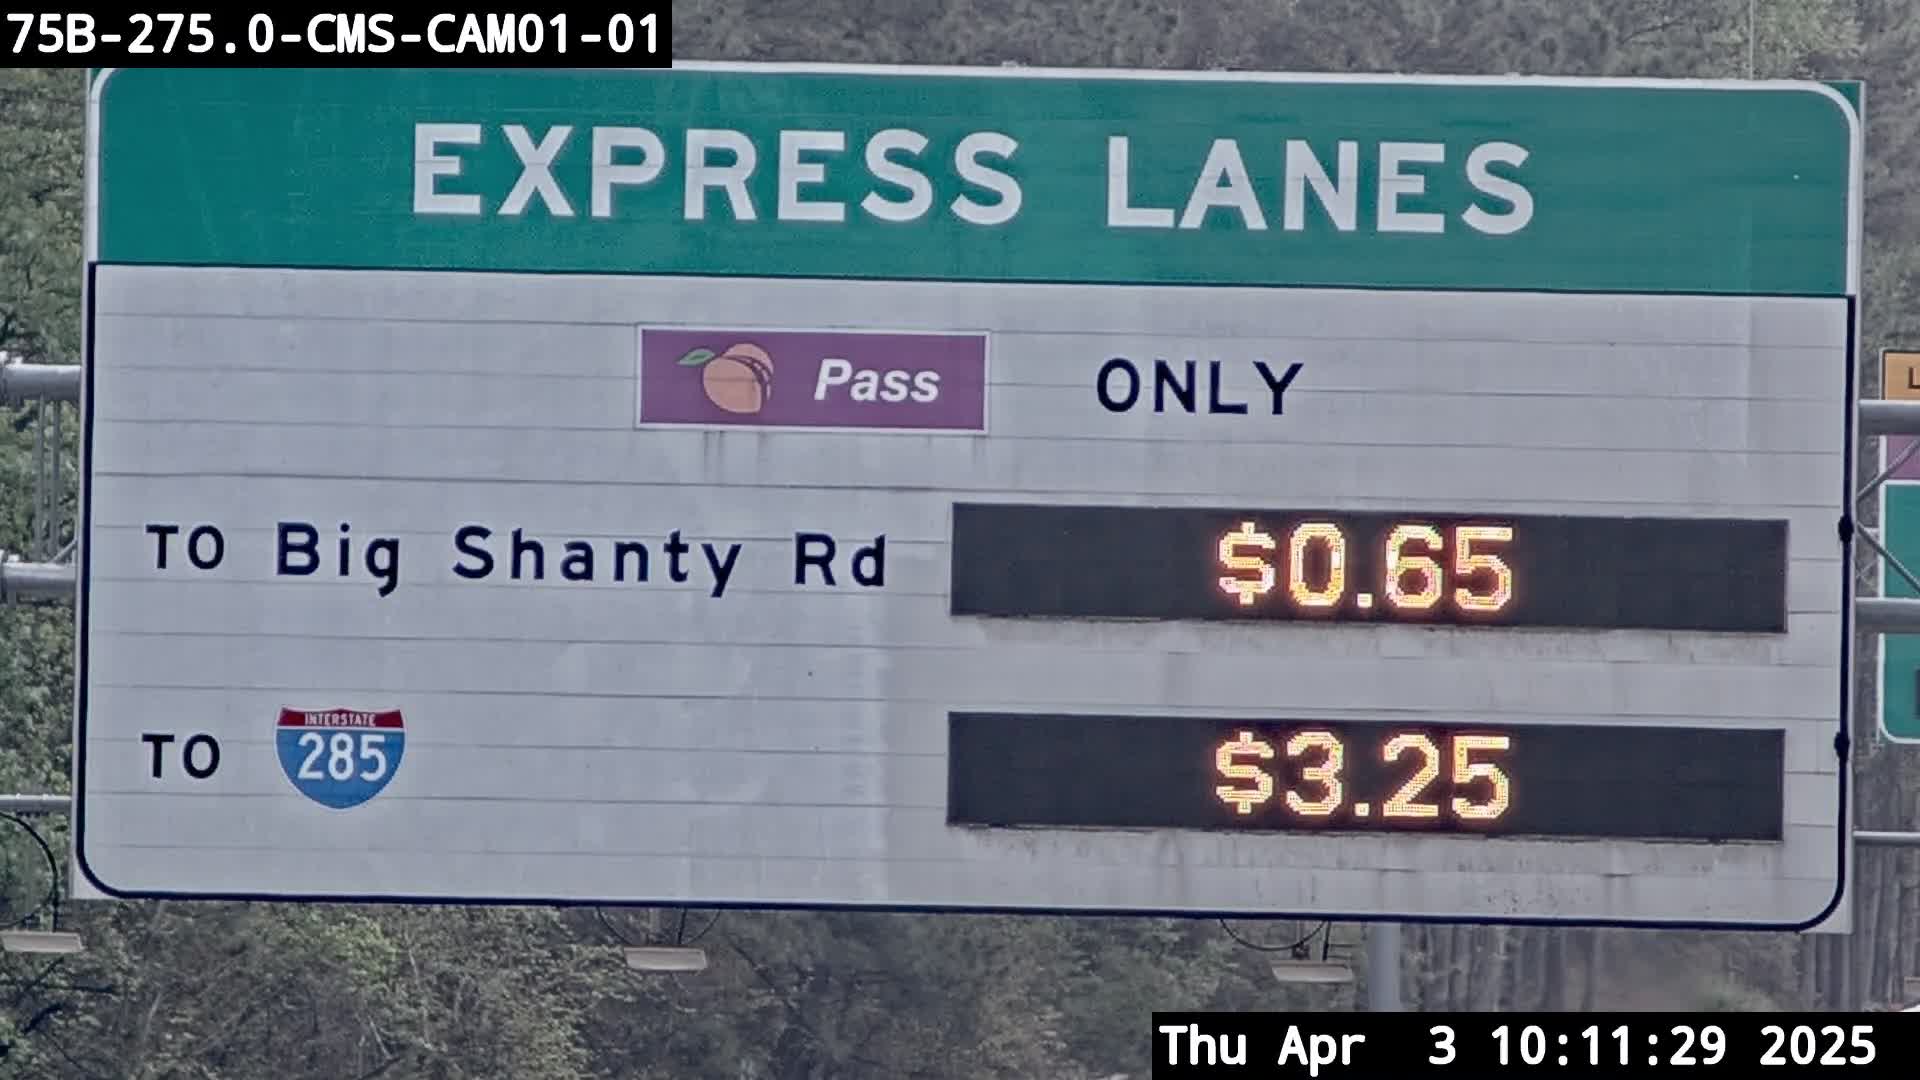 75B-275.0-CMS-CAM01-01
EXPRESS LANES
Pass ONLY
TO Big Shanty Rd $0.65
TO INTERSTATE 285 $3.25
Thu Apr 3 10:11:29 2025